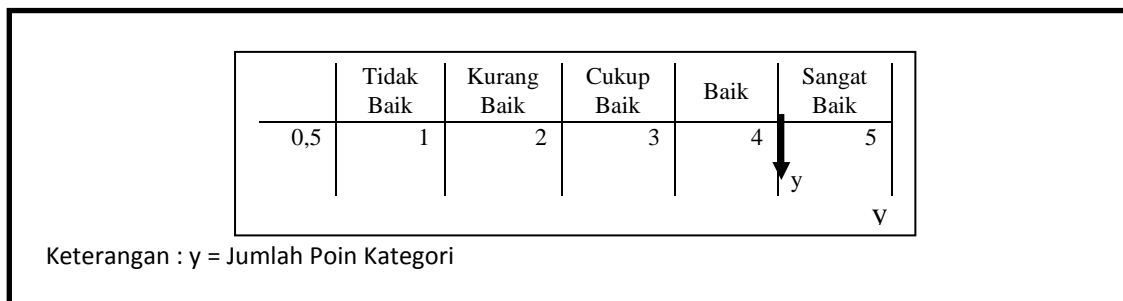 Tidak Baik Kurang Baik Cukup Baik Baik Sangat Baik
0,5 1 2 3 4 5
y
v
Keterangan : y = Jumlah Poin Kategori